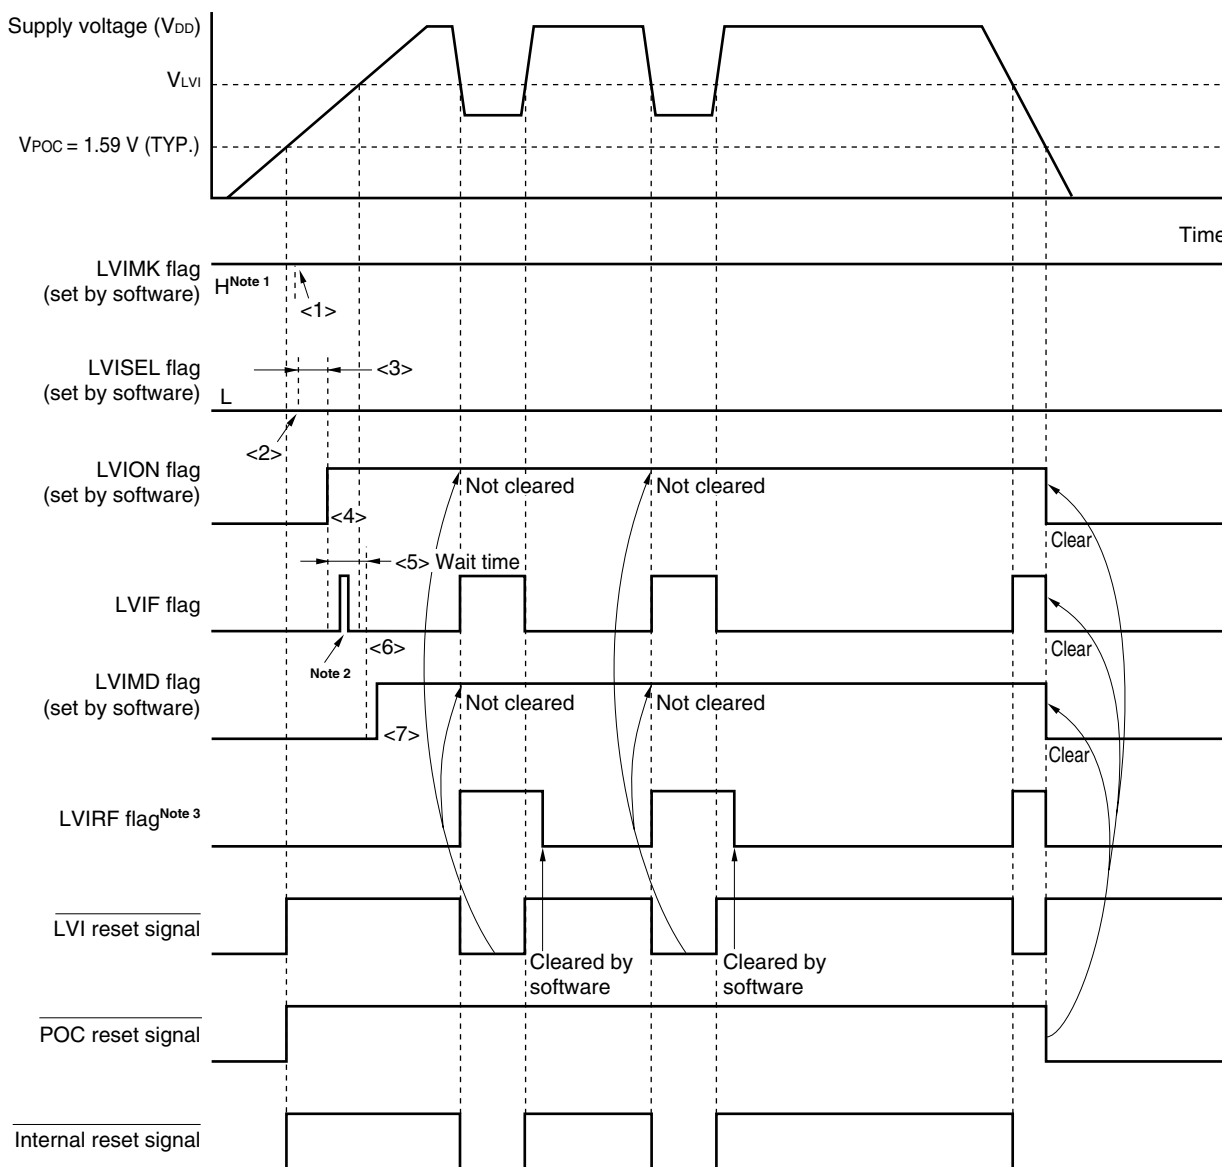 Supply voltage (VDD)
VLVI
VPOC = 1.59 V (TYP.)
Time
LVIMK flag
(set by software)
H Note 1
<1>
LVISEL flag
(set by software)
<3>
L
<2>
LVION flag
(set by software)
Not cleared
Not cleared
<4>
Clear
<5> Wait time
LVIF flag
<6>
Note 2
Clear
LVIMD flag
(set by software)
Not cleared
Not cleared
<7>
Clear
LVIRF flag Note 3
LVI reset signal
Cleared by
software
Cleared by
software
POC reset signal
Internal reset signal